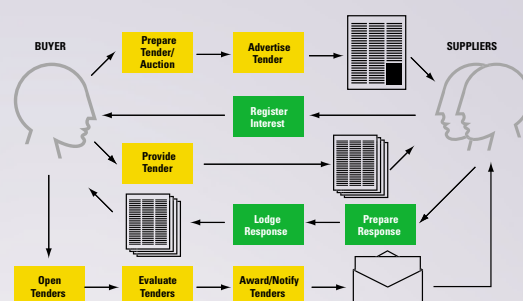 BUYER
Prepare
Tender/
Auction
Advertise
Tender
SUPPLIERS
Register
Interest
Provide
Tender
Lodge
Response
Prepare
Response
Open
Tenders
Evaluate
Tenders
Award/Notify
Tenders